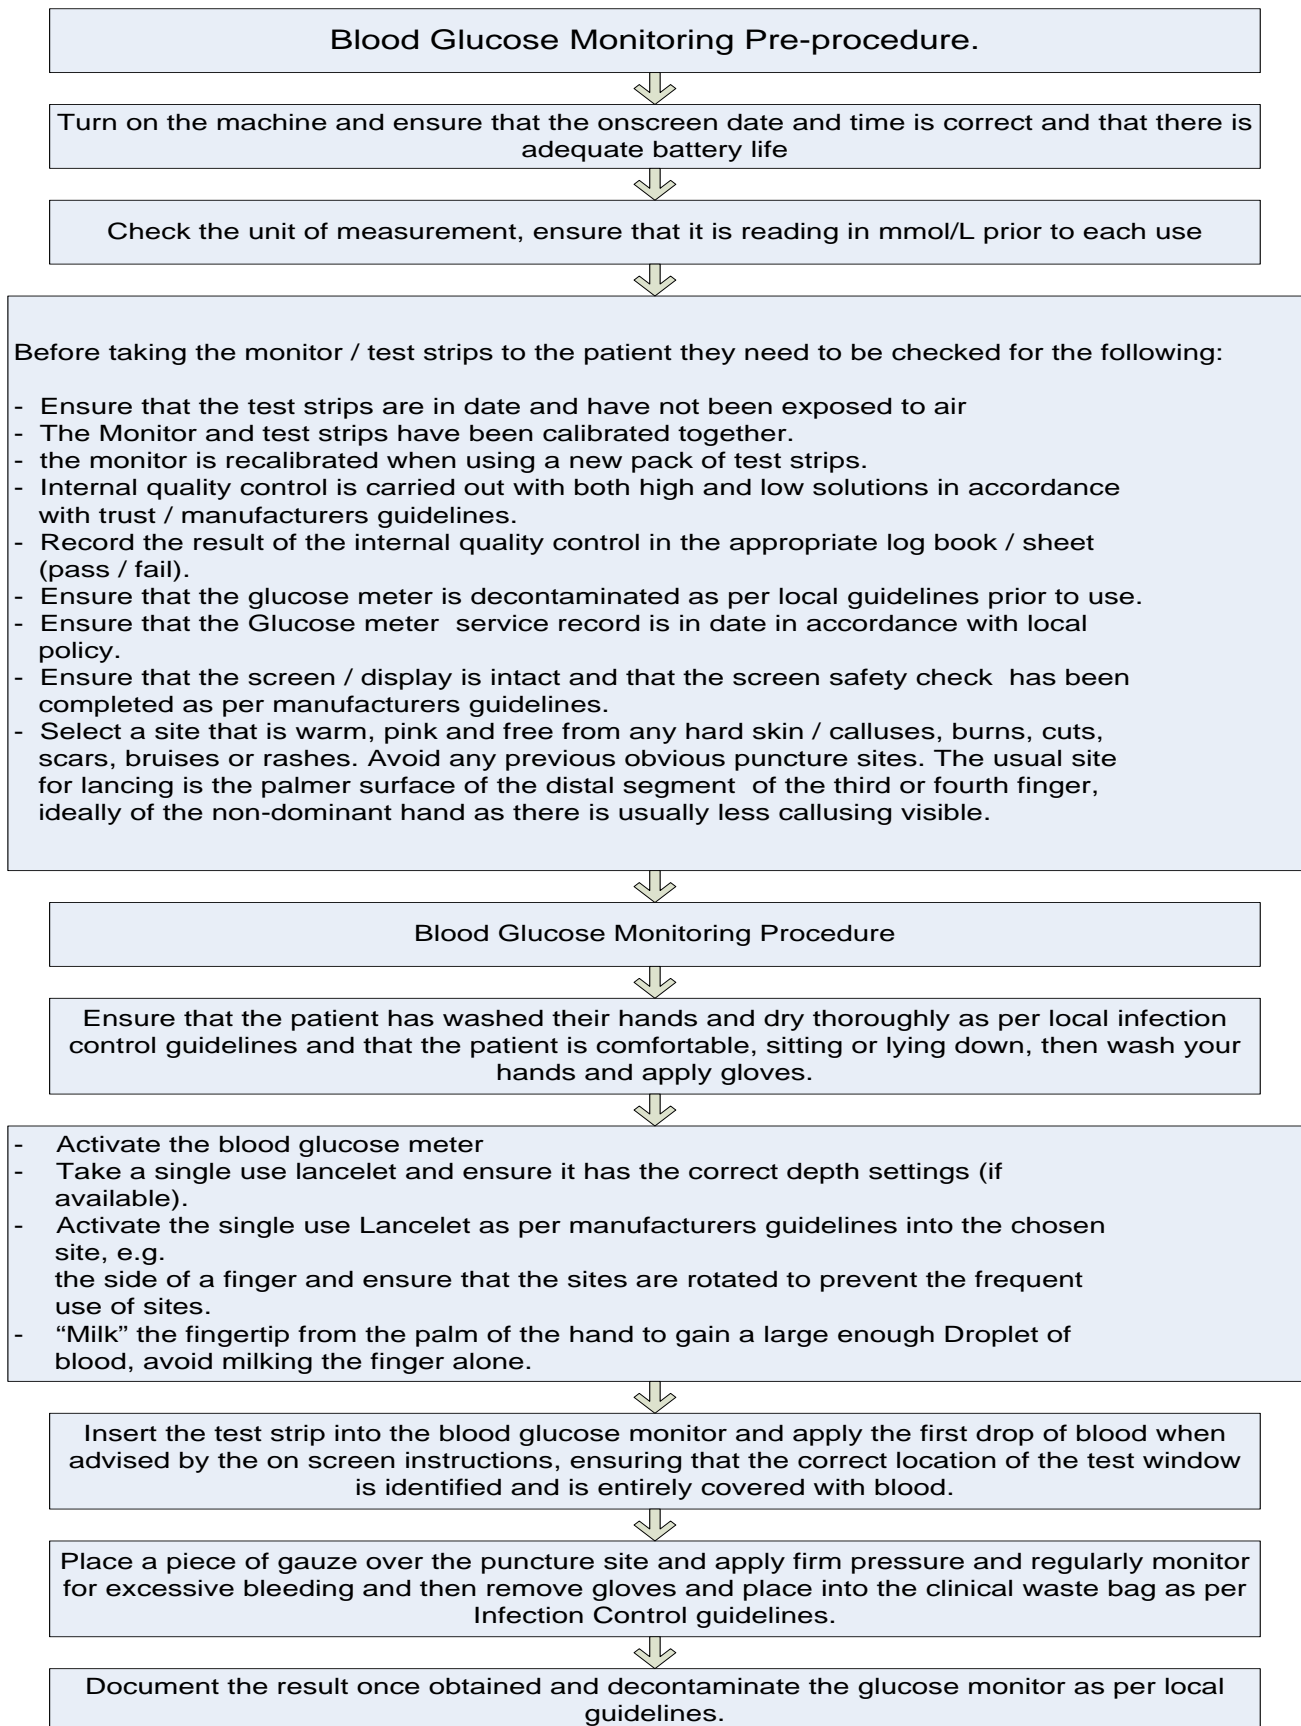 Blood Glucose Monitoring Pre-procedure.
Turn on the machine and ensure that the onscreen date and time is correct and that there is
adequate battery life
Check the unit of measurement, ensure that it is reading in mmol/L prior to each use
Before taking the monitor / test strips to the patient they need to be checked for the following:
- Ensure that the test strips are in date and have not been exposed to air
- The Monitor and test strips have been calibrated together.
- the monitor is recalibrated when using a new pack of test strips.
- Internal quality control is carried out with both high and low solutions in accordance
with trust / manufacturers guidelines.
- Record the result of the internal quality control in the appropriate log book / sheet
(pass / fail).
- Ensure that the glucose meter is decontaminated as per local guidelines prior to use.
- Ensure that the Glucose meter service record is in date in accordance with local
policy.
- Ensure that the screen / display is intact and that the screen safety check has been
completed as per manufacturers guidelines.
- Select a site that is warm, pink and free from any hard skin / calluses, burns, cuts,
scars, bruises or rashes. Avoid any previous obvious puncture sites. The usual site
for lancing is the palmer surface of the distal segment of the third or fourth finger,
ideally of the non-dominant hand as there is usually less callusing visible.
Blood Glucose Monitoring Procedure
Ensure that the patient has washed their hands and dry thoroughly as per local infection
control guidelines and that the patient is comfortable, sitting or lying down, then wash your
hands and apply gloves.
- Activate the blood glucose meter
- Take a single use lancelet and ensure it has the correct depth settings (if
available).
- Activate the single use Lancelet as per manufacturers guidelines into the chosen
site, e.g.
the side of a finger and ensure that the sites are rotated to prevent the frequent
use of sites.
- “Milk” the fingertip from the palm of the hand to gain a large enough Droplet of
blood, avoid milking the finger alone.
Insert the test strip into the blood glucose monitor and apply the first drop of blood when
advised by the on screen instructions, ensuring that the correct location of the test window
is identified and is entirely covered with blood.
Place a piece of gauze over the puncture site and apply firm pressure and regularly monitor
for excessive bleeding and then remove gloves and place into the clinical waste bag as per
Infection Control guidelines.
Document the result once obtained and decontaminate the glucose monitor as per local
guidelines.